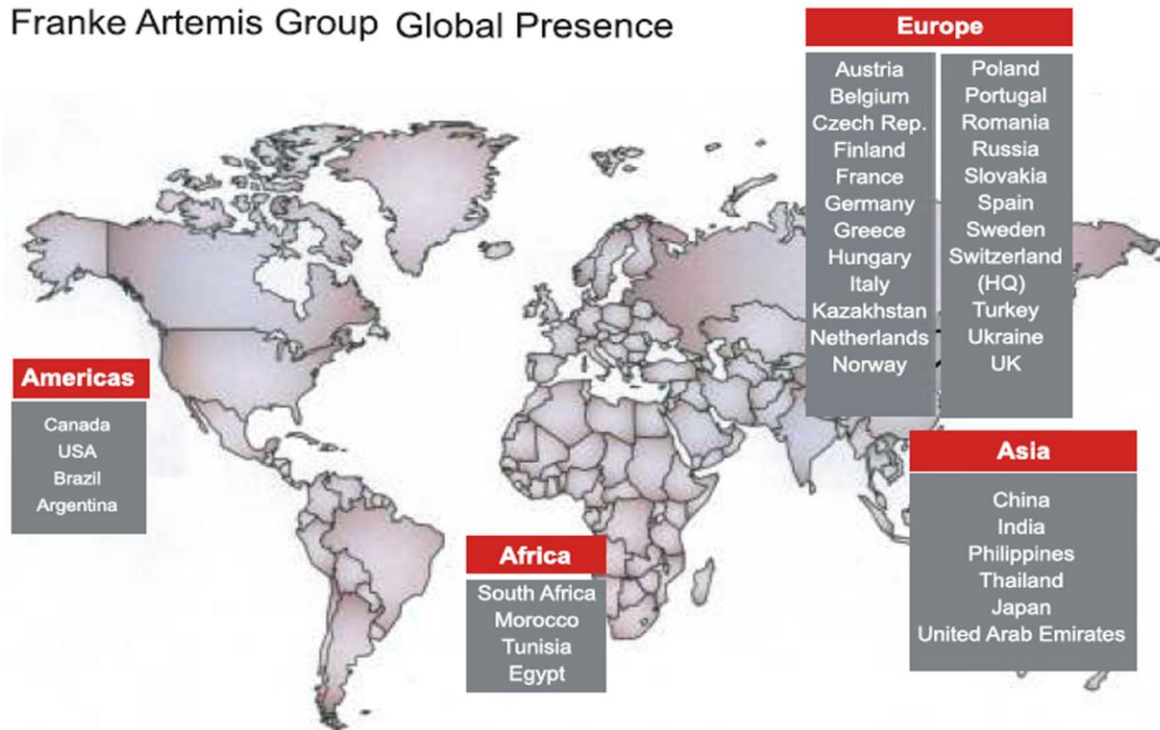 Franke Artemis Group Global Presence
Europe
Austria
Belgium
Czech Rep.
Finland
France
Germany
Greece
Hungary
Italy
Kazakhstan
Netherlands
Norway
Poland
Portugal
Romania
Russia
Slovakia
Spain
Sweden
Switzerland
(HQ)
Turkey
Ukraine
UK
Americas
Canada
USA
Brazil
Argentina
Africa
South Africa
Morocco
Tunisia
Egypt
Asia
China
India
Philippines
Thailand
Japan
United Arab Emirates